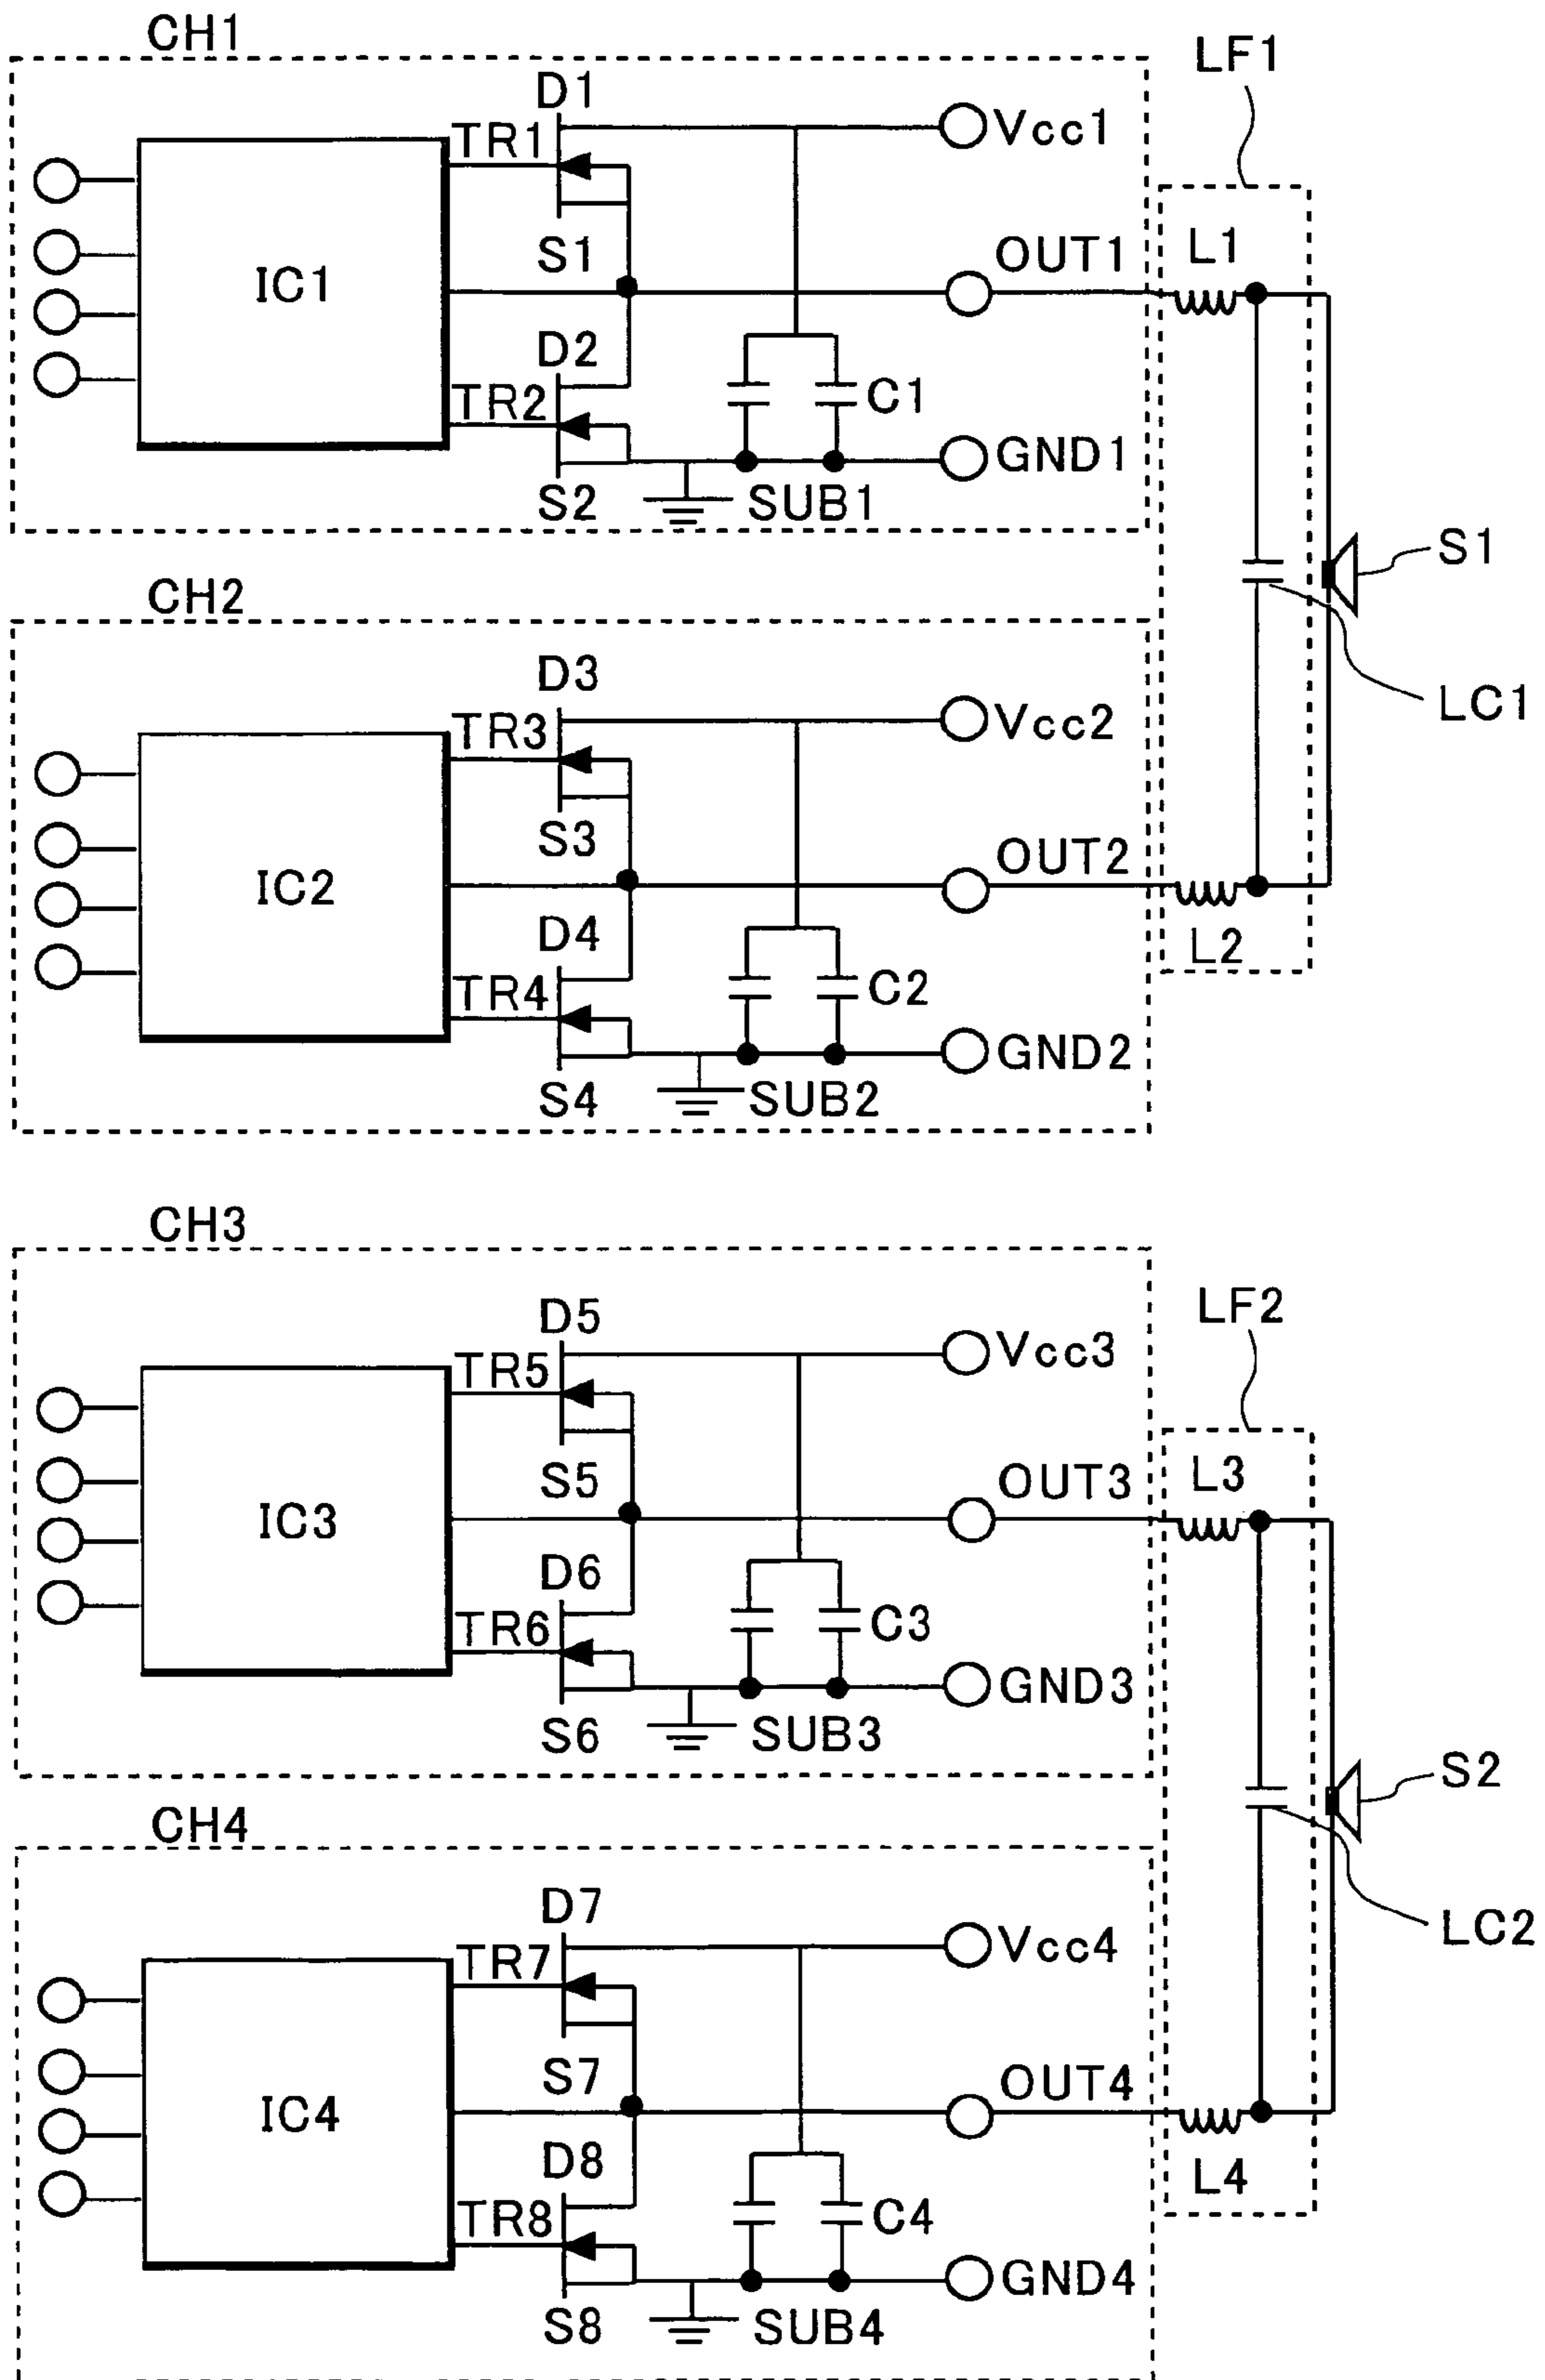 CH1
LF1
D1
TR1
Vcc1
S1
OUT1
L1
IC1
D2
TR2
C1
GND1
S2
SUB1
S1
CH2
LC1
D3
TR3
Vcc2
S3
OUT2
IC2
D4
L2
TR4
C2
GND2
S4
SUB2
CH3
LF2
D5
TR5
Vcc3
S5
OUT3
L3
IC3
D6
TR6
C3
GND3
S6
SUB3
S2
CH4
LC2
D7
TR7
Vcc4
S7
OUT4
IC4
D8
L4
TR8
C4
GND4
S8
SUB4